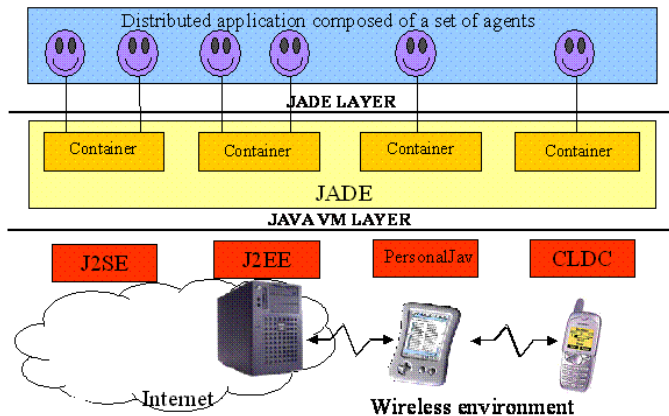 Distributed application composed of a set of agents
JADE LAYER
Container
Container
Container
Container
JADE
JAVA VM LAYER
J2SE
J2EE
PersonalJav
CLDC
Internet
Wireless environment